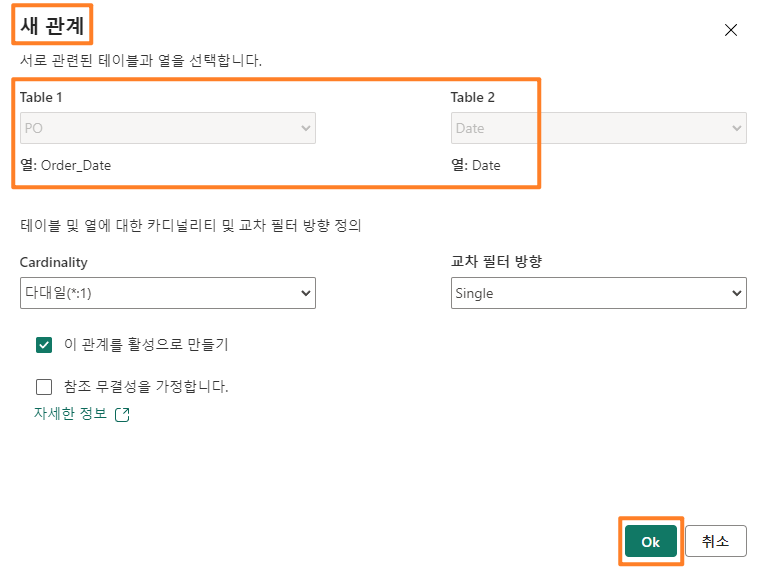 새 관계
서로 관련된 테이블과 열을 선택합니다.
Table 1 Table 2
PO Date
열: Order_Date 열: Date
테이블 및 열에 대한 카디널리티 및 교차 필터 방향 정의
Cardinality 교차 필터 방향
다대일(*:1) Single
이 관계를 활성으로 만들기
참조 무결성을 가정합니다.
자세한 정보
Ok 취소